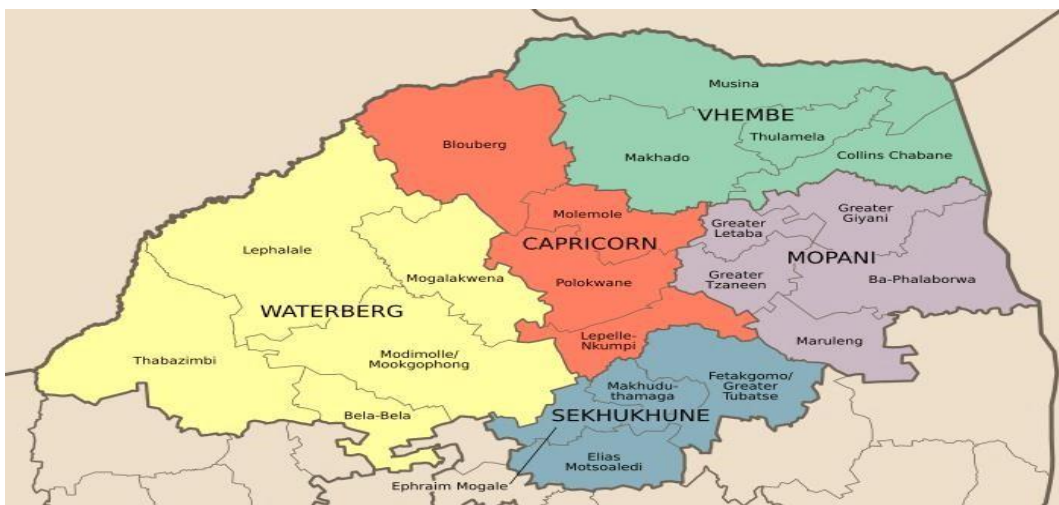 Musina
VHEMBE
Thulamela
Makhado
Collins Chabane
Blouberg
Molemole
CAPRICORN
Polokwane
Lepelle-
Nkumpi
Greater
Letaba
Greater
Giyani
MOPANI
Greater
Tzaneen
Ba-Phalaborwa
Maruleng
Lephalale
Mogalakwena
WATERBERG
Thabazimbi
Modimolle/
Mookgophong
Bela-Bela
Makhudu-
thamaga
Fetakgomo/
Greater
Tubatse
SEKHUKHUNE
Elias
Motsoaledi
Ephraim Mogale